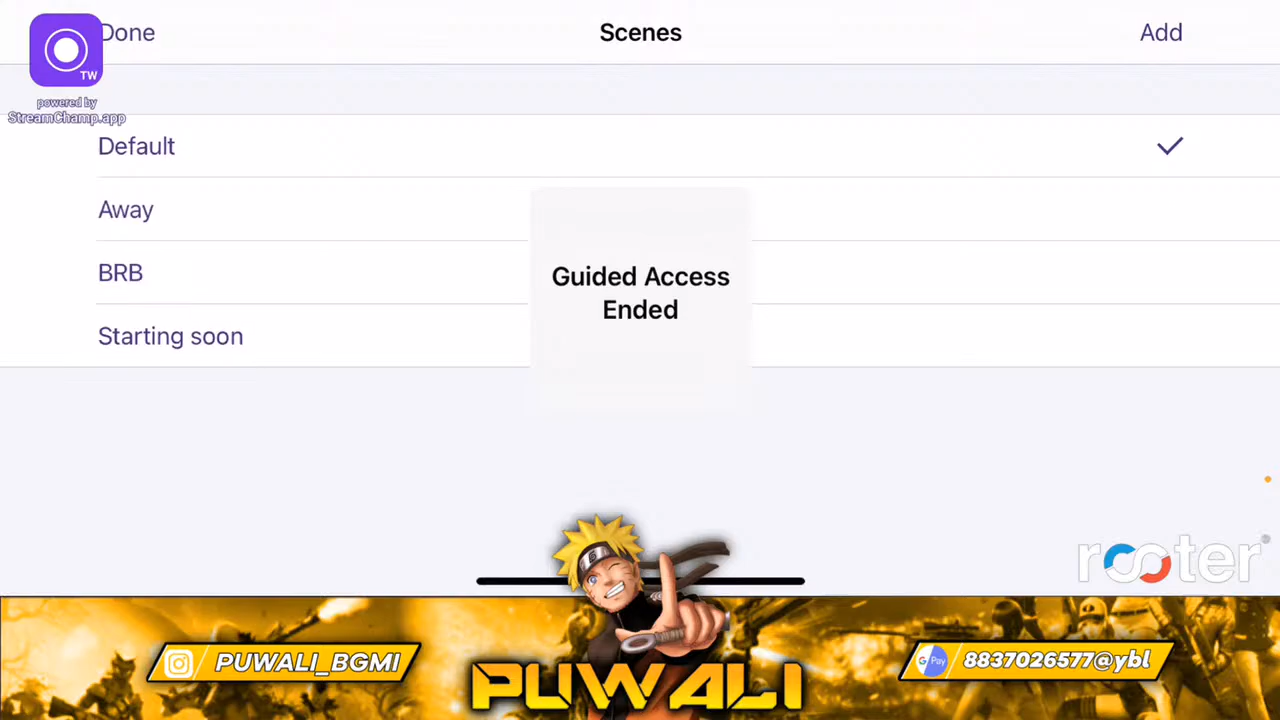 Done
Scenes
Add
TW
powered by
StreamChamp.app
Default
Away
BRB
Starting soon
Guided Access
Ended
rooter
PUWALI_BGMI
PUWALI
G Pay
8837026577@ybl